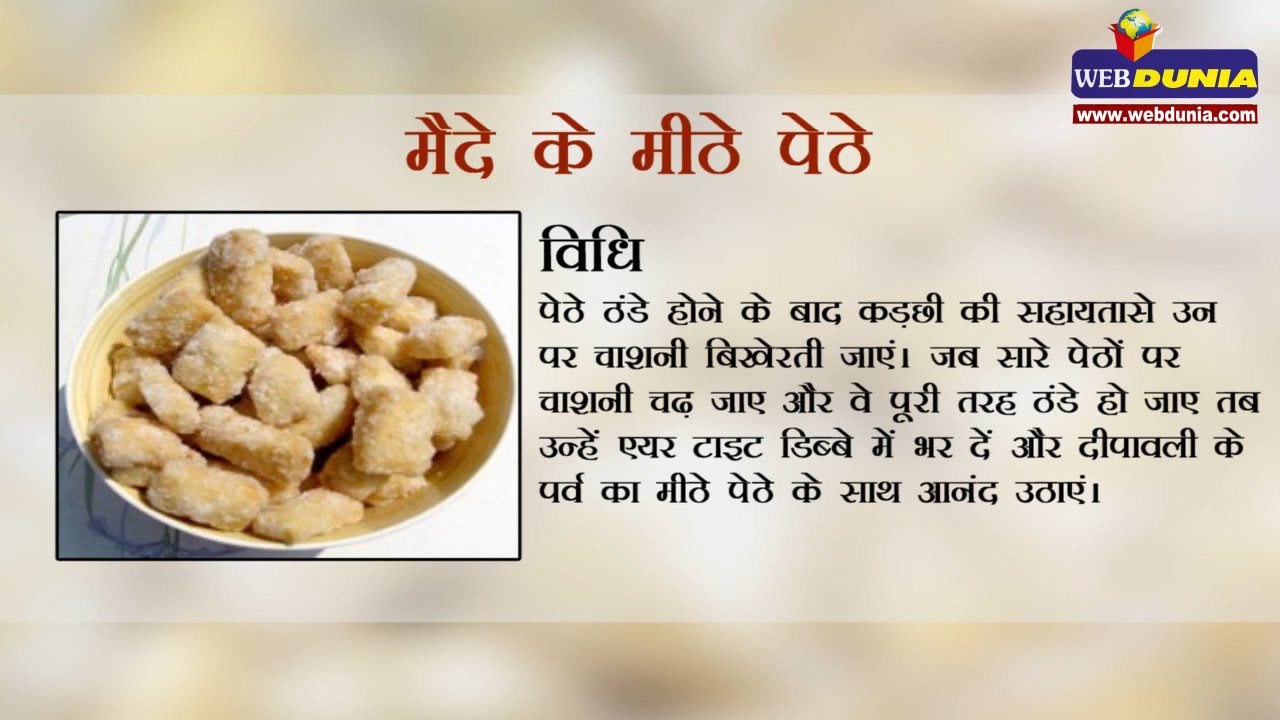 WEBDUNIA
www.webdunia.com
मैदे के मीठे पेठे
विधि
पेठे ठंडे होने के बाद कड़छी की सहायतासे उन
पर चाशनी बिखेरती जाएं। जब सारे पेठों पर
चाशनी चढ़ जाए और वे पूरी तरह ठंडे हो जाए तब
उन्हें एयर टाइट डिब्बे में भर दें और दीपावली के
पर्व का मीठे पेठे के साथ आनंद उठाएं।